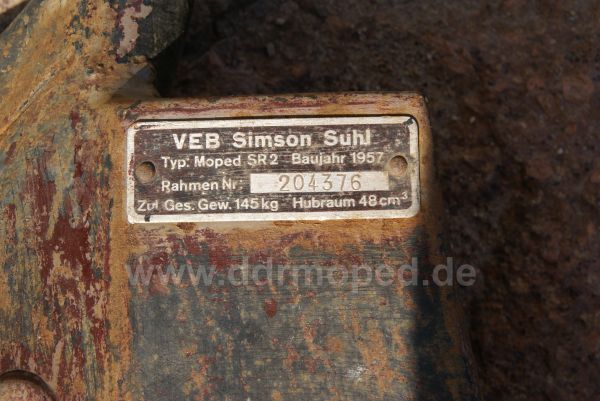 VEB Simson Suhl
Typ: Moped SR2 Baujahr 1957
Rahmen Nr: 204376
Zul Ges. Gew. 145 kg Hubraum 48 cm³
www.ddrmoped.de